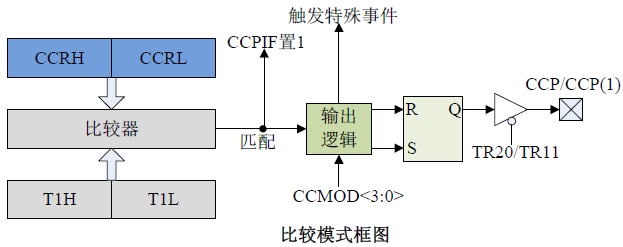 触发特殊事件
CCPIF置1
CCRH CCRL
CCP/CCP(1)
比较器
匹配
输出
逻辑
R Q
S
TR20/TR11
T1H T1L
CCMOD<3:0>
比较模式框图